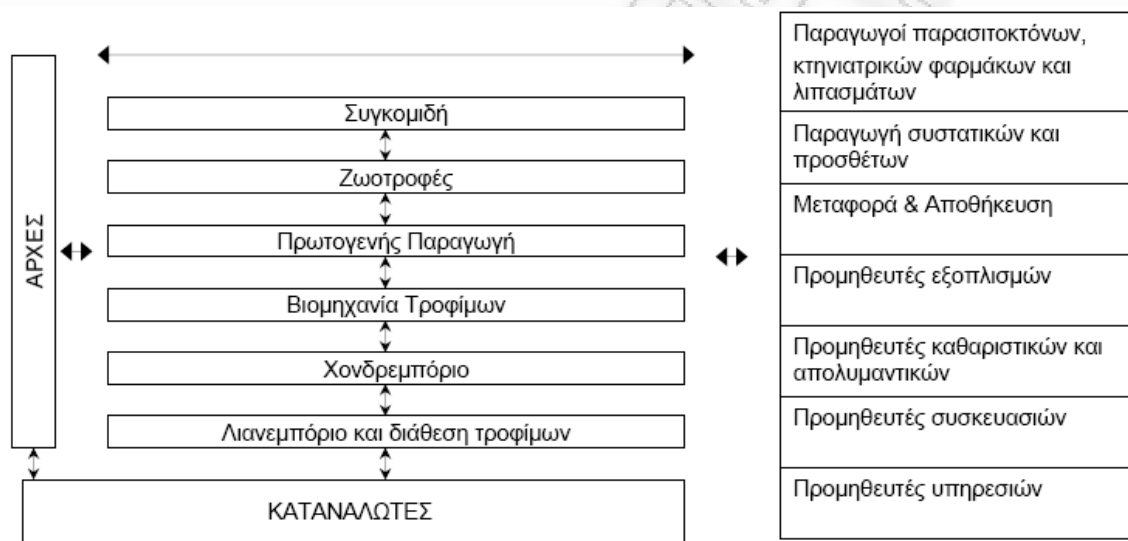 ΑΡΧΕΣ
Συγκομιδή
Ζωοτροφές
Πρωτογενής Παραγωγή
Βιομηχανία Τροφίμων
Χονδρεμπόριο
Λιανεμπόριο και διάθεση τροφίμων
ΚΑΤΑΝΑΛΩΤΕΣ
Παραγωγοί παρασιτοκτόνων,
κτηνιατρικών φαρμάκων και
λιπασμάτων
Παραγωγή συστατικών και
προσθέτων
Μεταφορά & Αποθήκευση
Προμηθευτές εξοπλισμών
Προμηθευτές καθαριστικών και
απολυμαντικών
Προμηθευτές συσκευασιών
Προμηθευτές υπηρεσιών